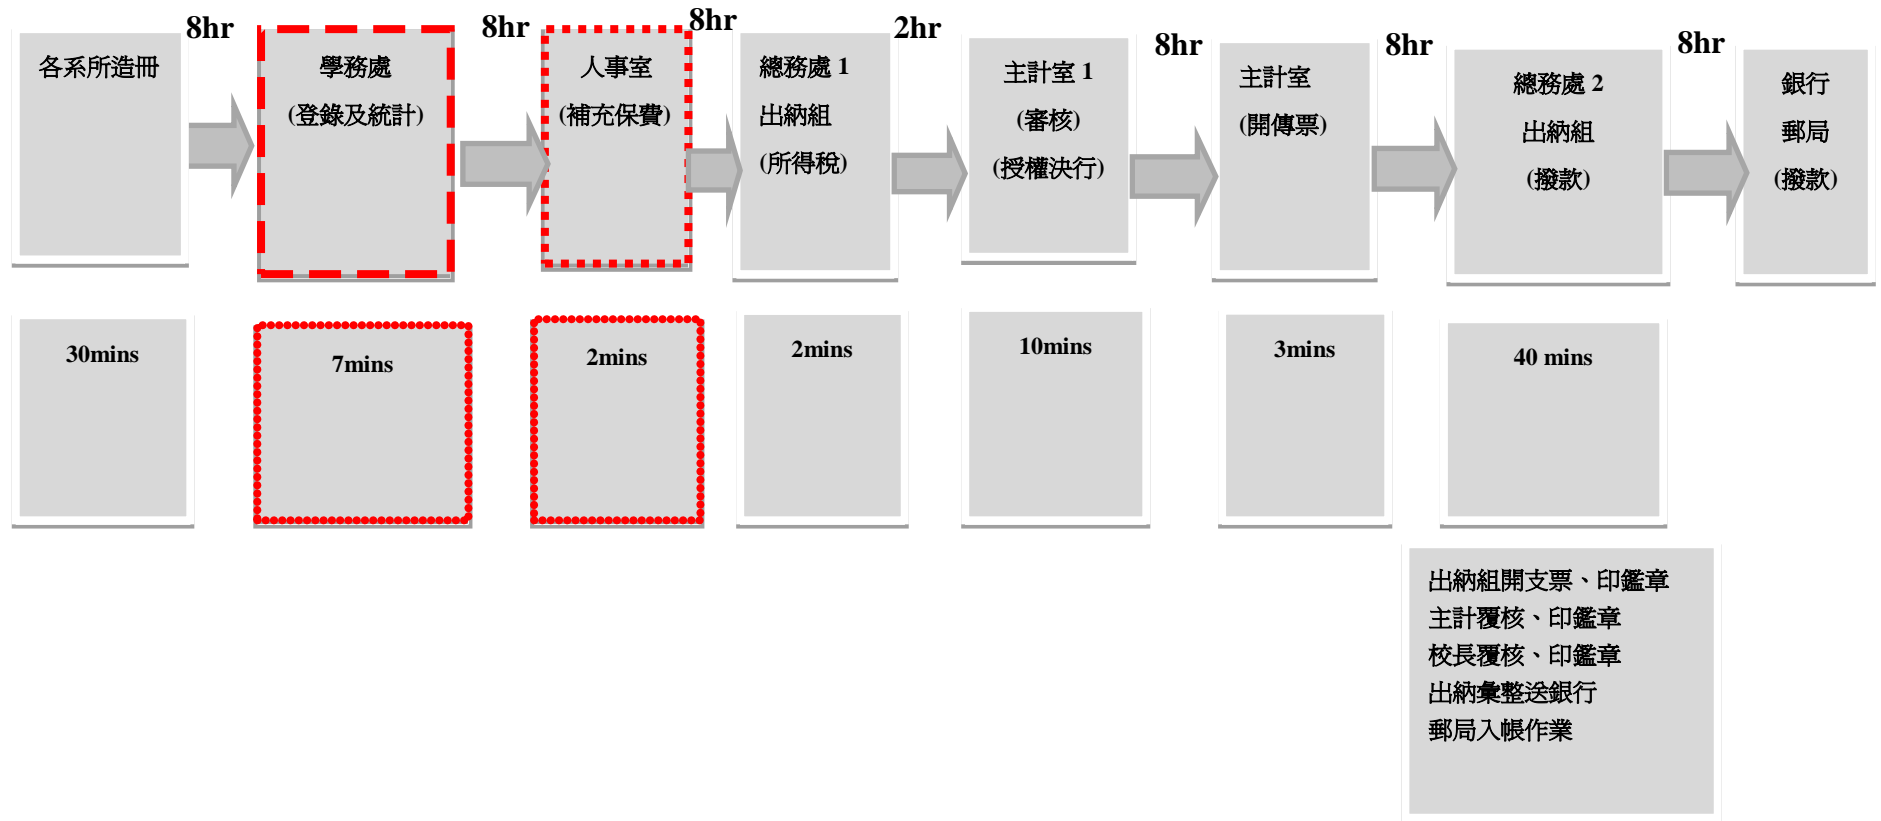 8hr
8hr
8hr
2hr
8hr
8hr
8hr
各系所造冊
學務處
(登錄及統計)
人事室
(補充保費)
總務處 1
出納組
(所得稅)
主計室 1
(審核)
(授權決行)
主計室
(開傳票)
總務處 2
出納組
(撥款)
銀行
郵局
(撥款)
30mins
7mins
2mins
2mins
10mins
3mins
40 mins
出納組開支票、印鑑章
主計覆核、印鑑章
校長覆核、印鑑章
出納彙整送銀行
郵局入帳作業